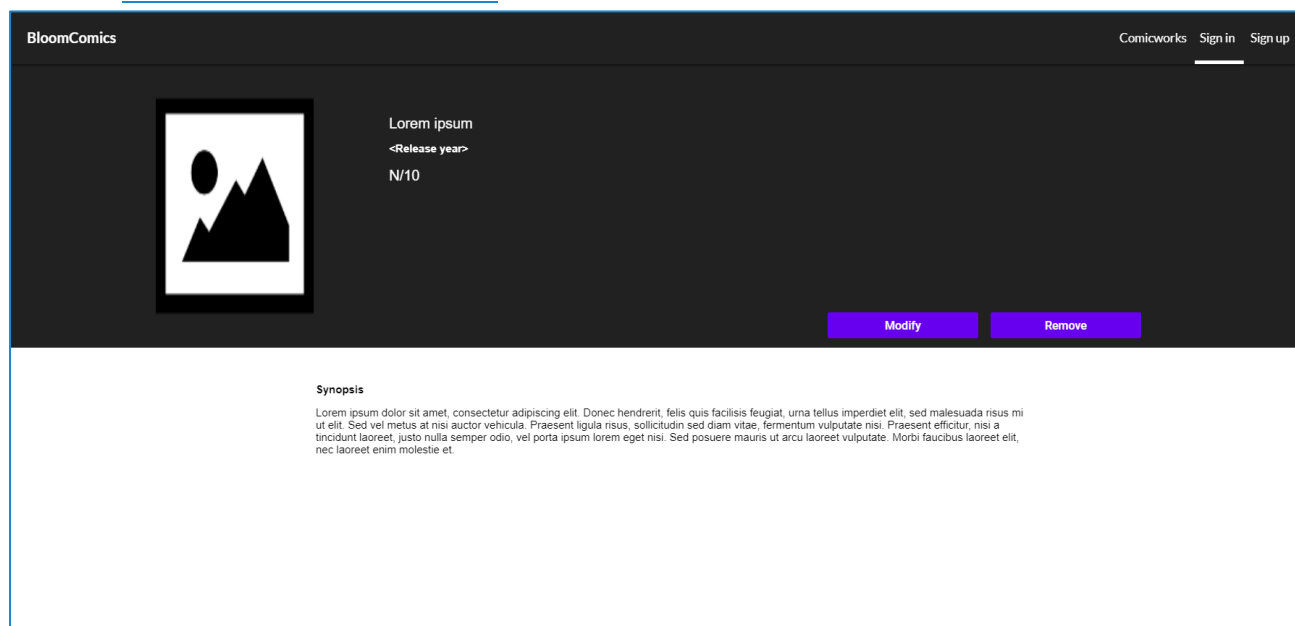 BloomComics
Comicworks Sign in Sign up
Lorem ipsum
<Release year>
N/10
Modify Remove
Synopsis
Lorem ipsum dolor sit amet, consectetur adipiscing elit. Donec hendrerit, felis quis facilisis feugiat, urna tellus imperdiet elit, sed malesuada risus mi
ut elit. Sed vel metus at nisi auctor vehicula. Praesent ligula risus, sollicitudin sed diam vitae, fermentum vulputate nisi. Praesent efficitur, nisi a
tincidunt laoreet, justo nulla semper odio, vel porta ipsum lorem eget nisi. Sed posuere mauris ut arcu laoreet vulputate. Morbi faucibus laoreet elit,
nec laoreet enim molestie et.